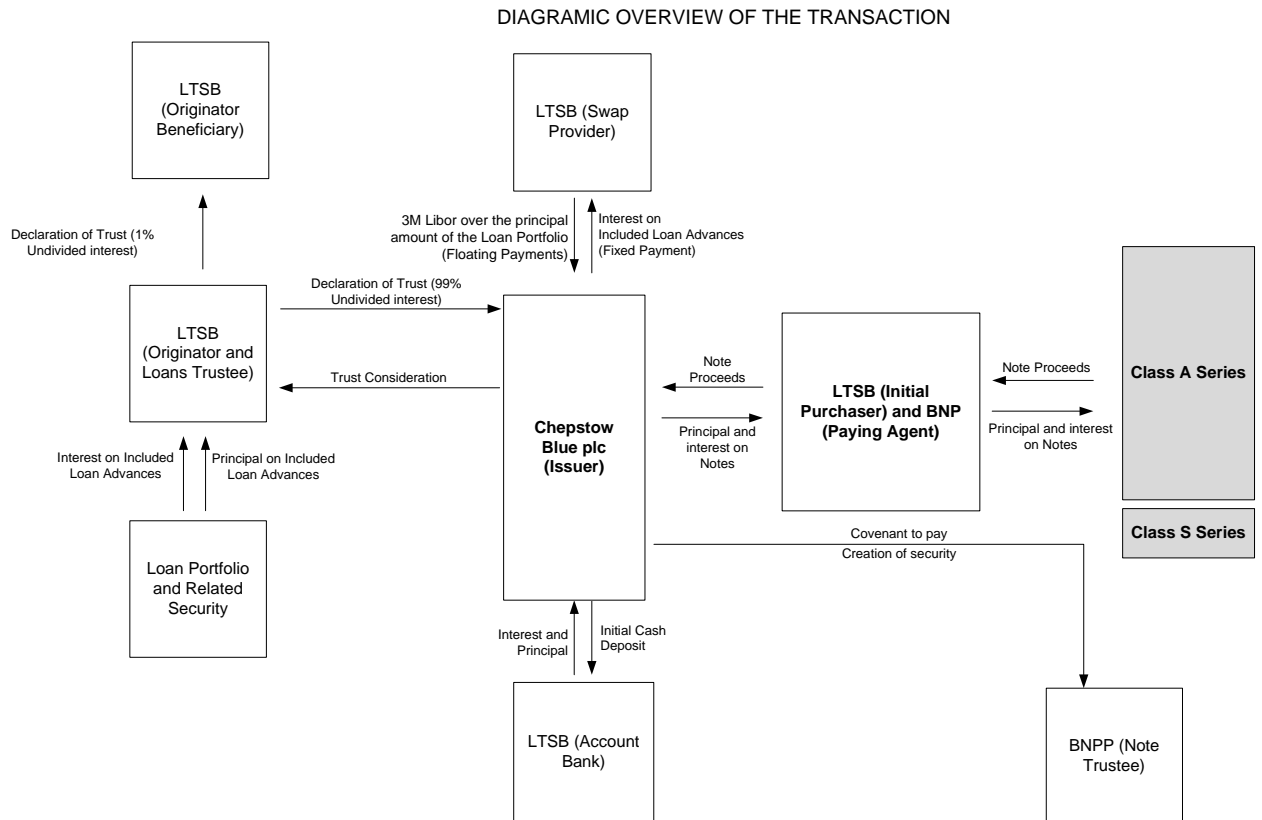 DIAGRAMIC OVERVIEW OF THE TRANSACTION
LTSB
(Originator
Beneficiary)
LTSB (Swap
Provider)
Declaration of Trust (1%
Undivided interest)
3M Libor over the principal
amount of the Loan Portfolio
(Floating Payments)
Interest on
Included Loan Advances
(Fixed Payment)
Declaration of Trust (99%
Undivided interest)
LTSB
(Originator and
Loans Trustee)
Trust Consideration
Chepstow
Blue plc
(Issuer)
Note
Proceeds
Principal and
interest on
Notes
LTSB (Initial
Purchaser) and BNP
(Paying Agent)
Note Proceeds
Principal and interest
on Notes
Class A Series
Class S Series
Interest on Included
Loan Advances
Principal on Included
Loan Advances
Loan Portfolio
and Related
Security
Covenant to pay
Creation of security
Interest and
Principal
Initial Cash
Deposit
LTSB (Account
Bank)
BNPP (Note
Trustee)